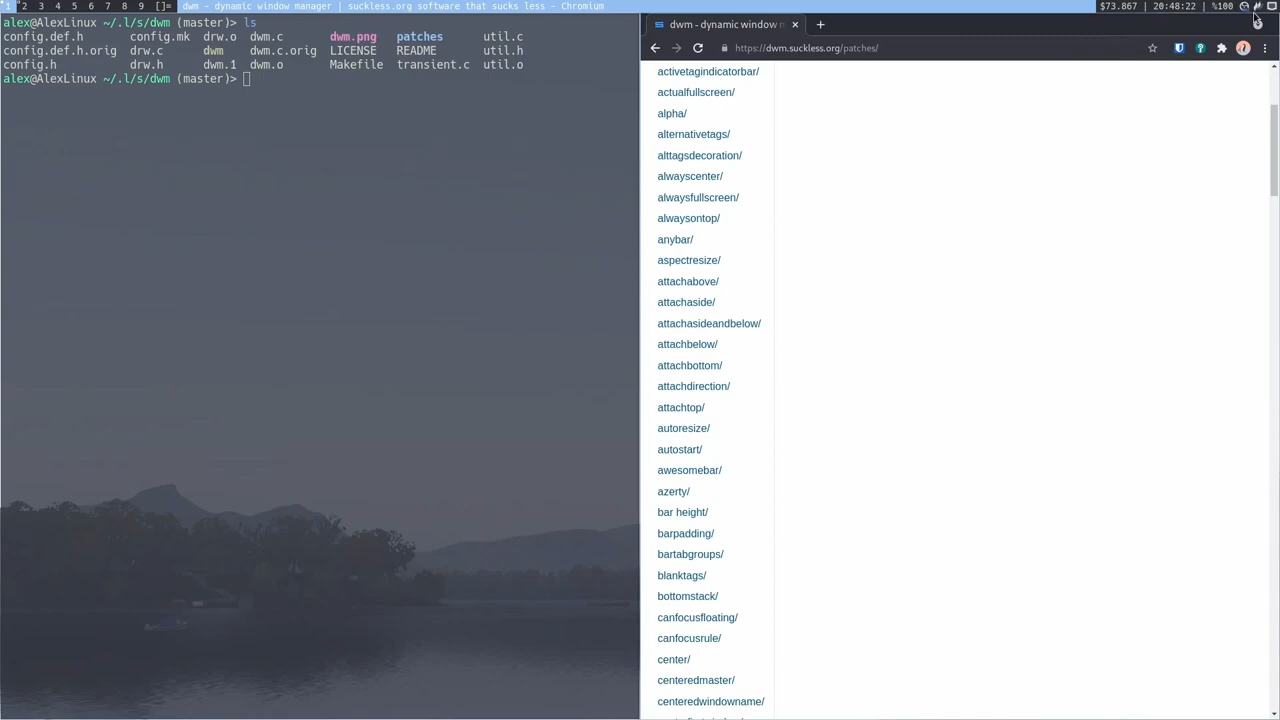 1 2 3 4 5 6 7 8 9 []= dwm - dynamic window manager | suckless.org software that sucks less - Chromium $73.867 | 20:48:22 | %100
alex@AlexLinux ~/.l/s/dwm (master)> ls
config.def.h config.mk drw.o dwm.c dwm.png patches util.c
config.def.h.orig drw.c dwm dwm.c.orig LICENSE README util.h
config.h drw.h dwm.1 dwm.o Makefile transient.c util.o
alex@AlexLinux ~/.l/s/dwm (master)>
dwm - dynamic window m
https://dwm.suckless.org/patches/
activetagindicatorbar/
actualfullscreen/
alpha/
alternativetags/
alttagsdecoration/
alwayscenter/
alwaysfullscreen/
alwaysontop/
anybar/
aspectresize/
attachabove/
attachaside/
attachasideandbelow/
attachbelow/
attachbottom/
attachdirection/
attachtop/
autoresize/
autostart/
awesomebar/
azerty/
bar height/
barpadding/
bartabgroups/
blanktags/
bottomstack/
canfocusfloating/
canfocusrule/
center/
centeredmaster/
centeredwindowname/